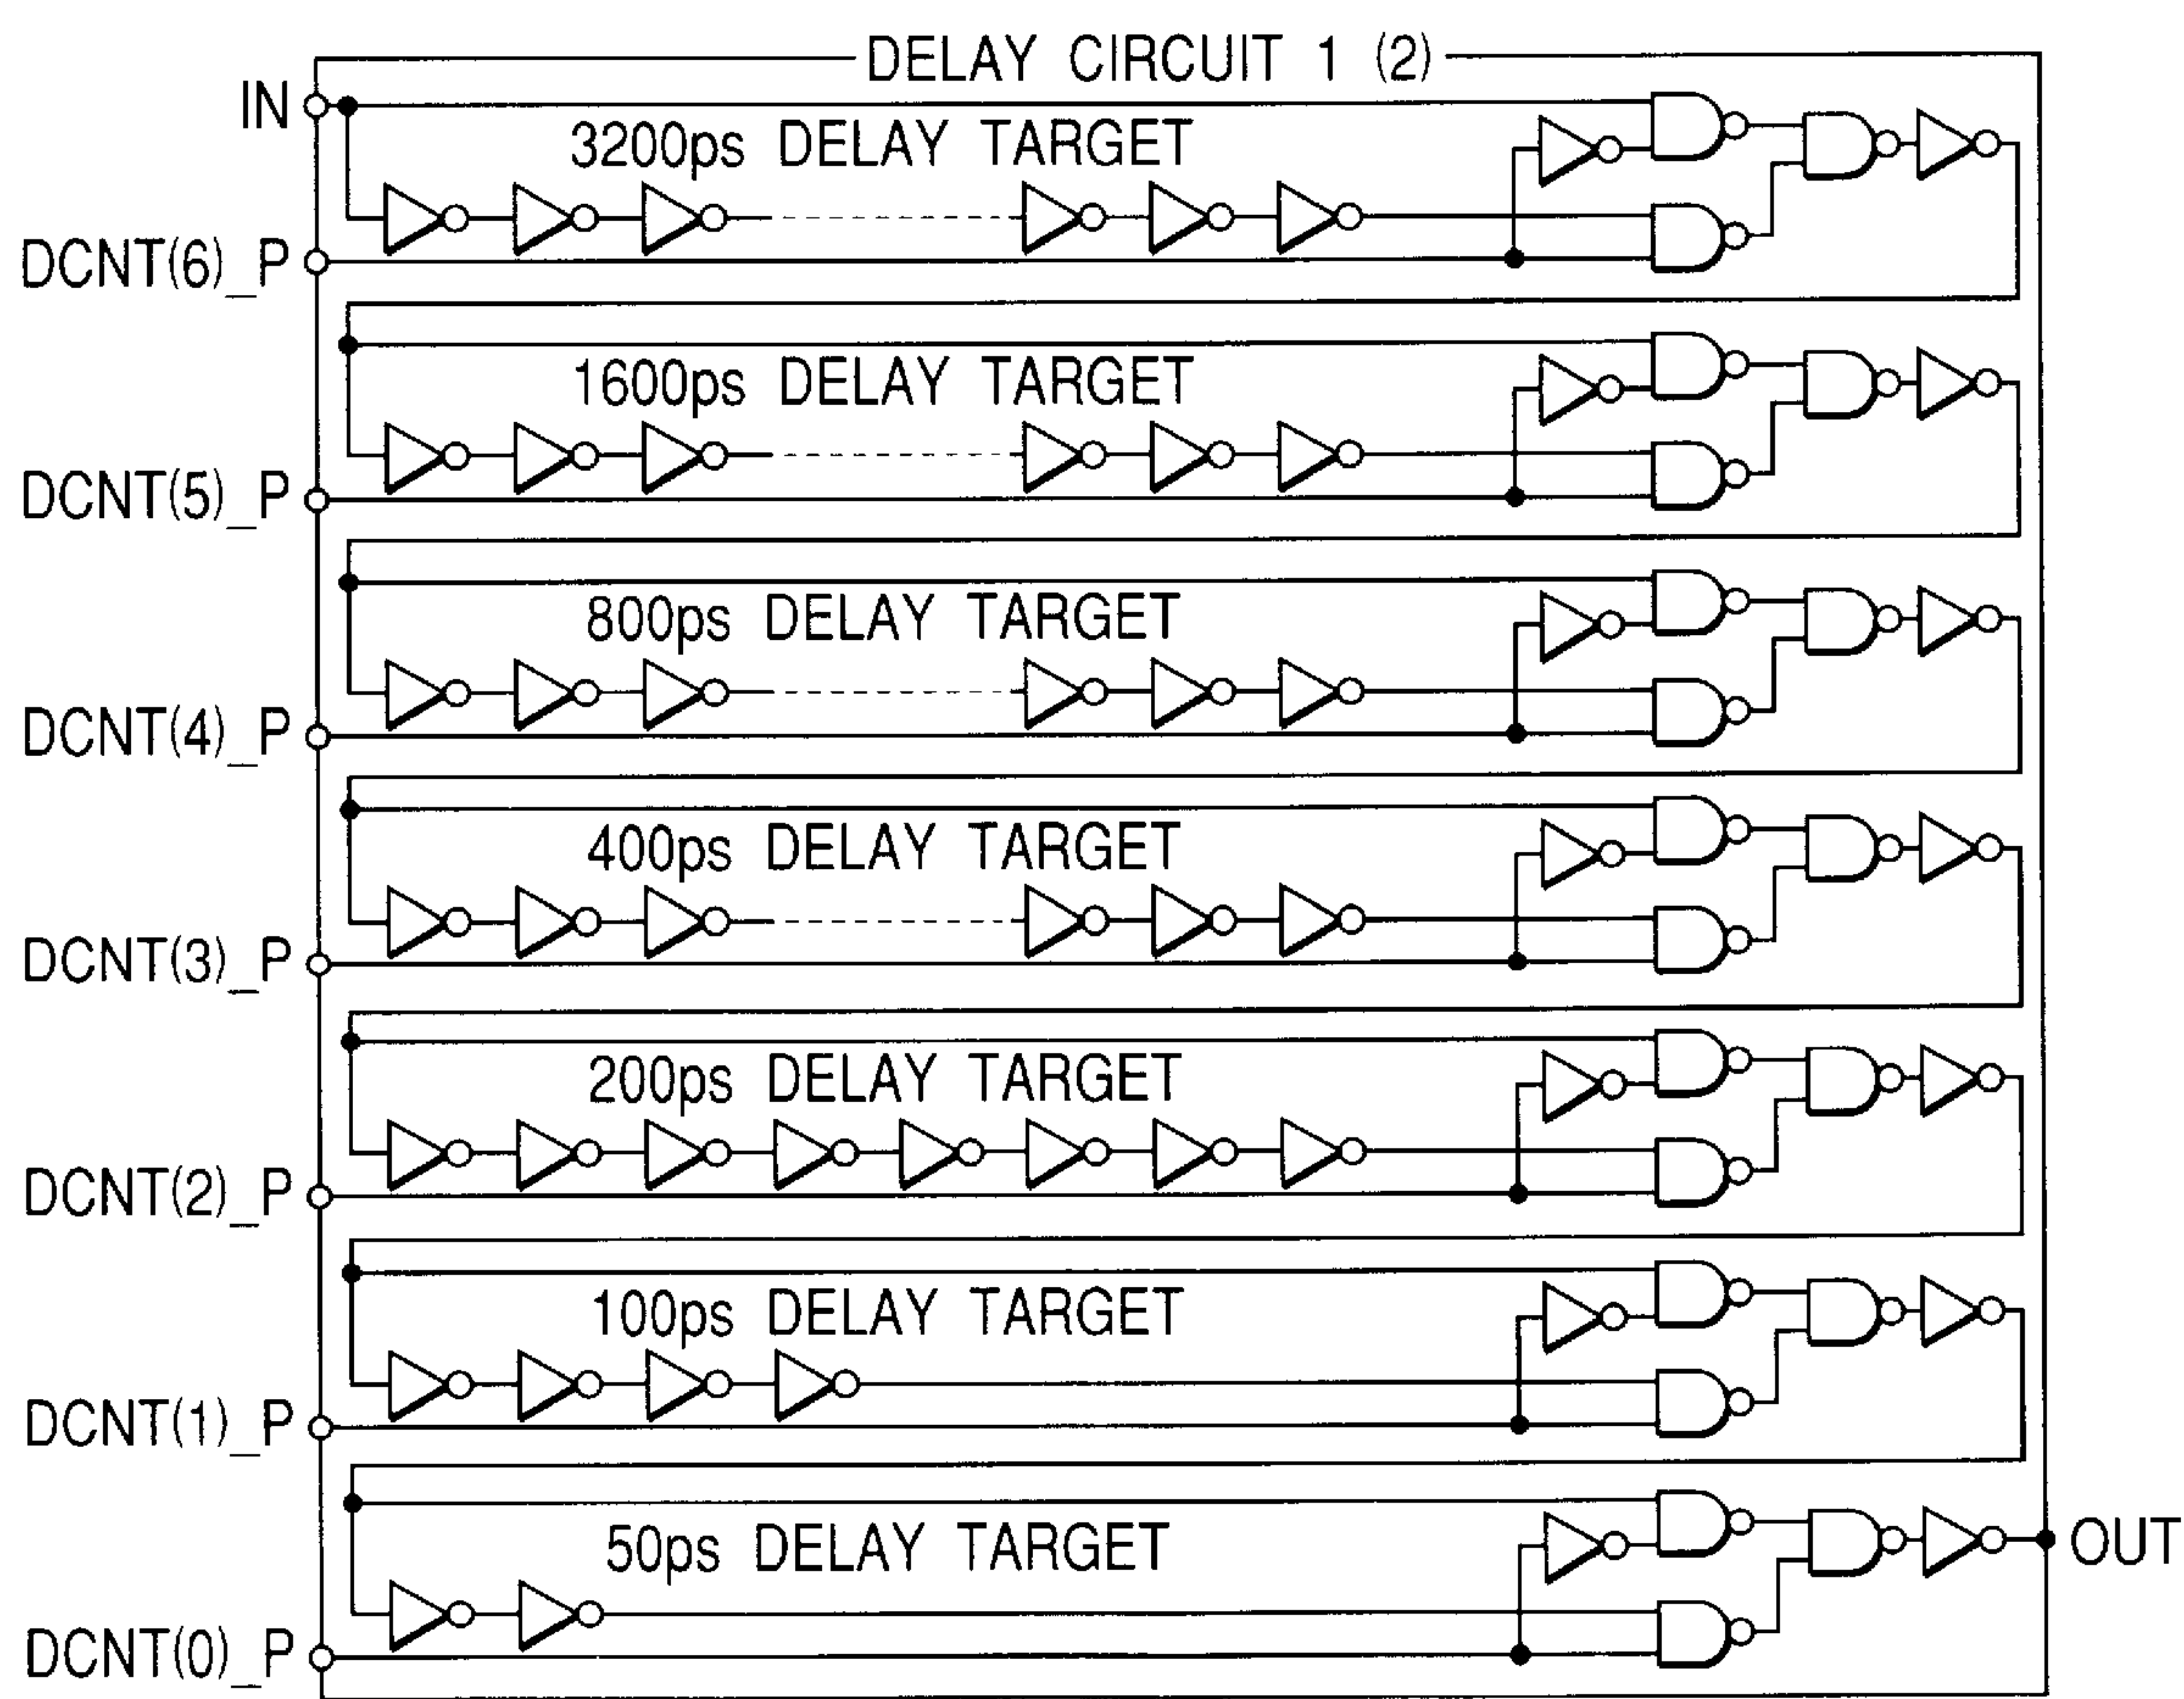 DELAY CIRCUIT 1 (2)
IN
3200ps DELAY TARGET
DCNT(6)_P
1600ps DELAY TARGET
DCNT(5)_P
800ps DELAY TARGET
DCNT(4)_P
400ps DELAY TARGET
DCNT(3)_P
200ps DELAY TARGET
DCNT(2)_P
100ps DELAY TARGET
DCNT(1)_P
50ps DELAY TARGET
OUT
DCNT(0)_P